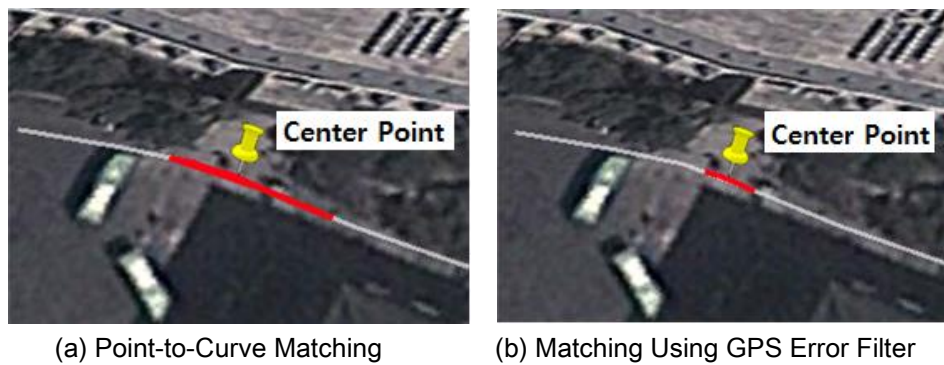 Center Point
Center Point
(a) Point-to-Curve Matching
(b) Matching Using GPS Error Filter